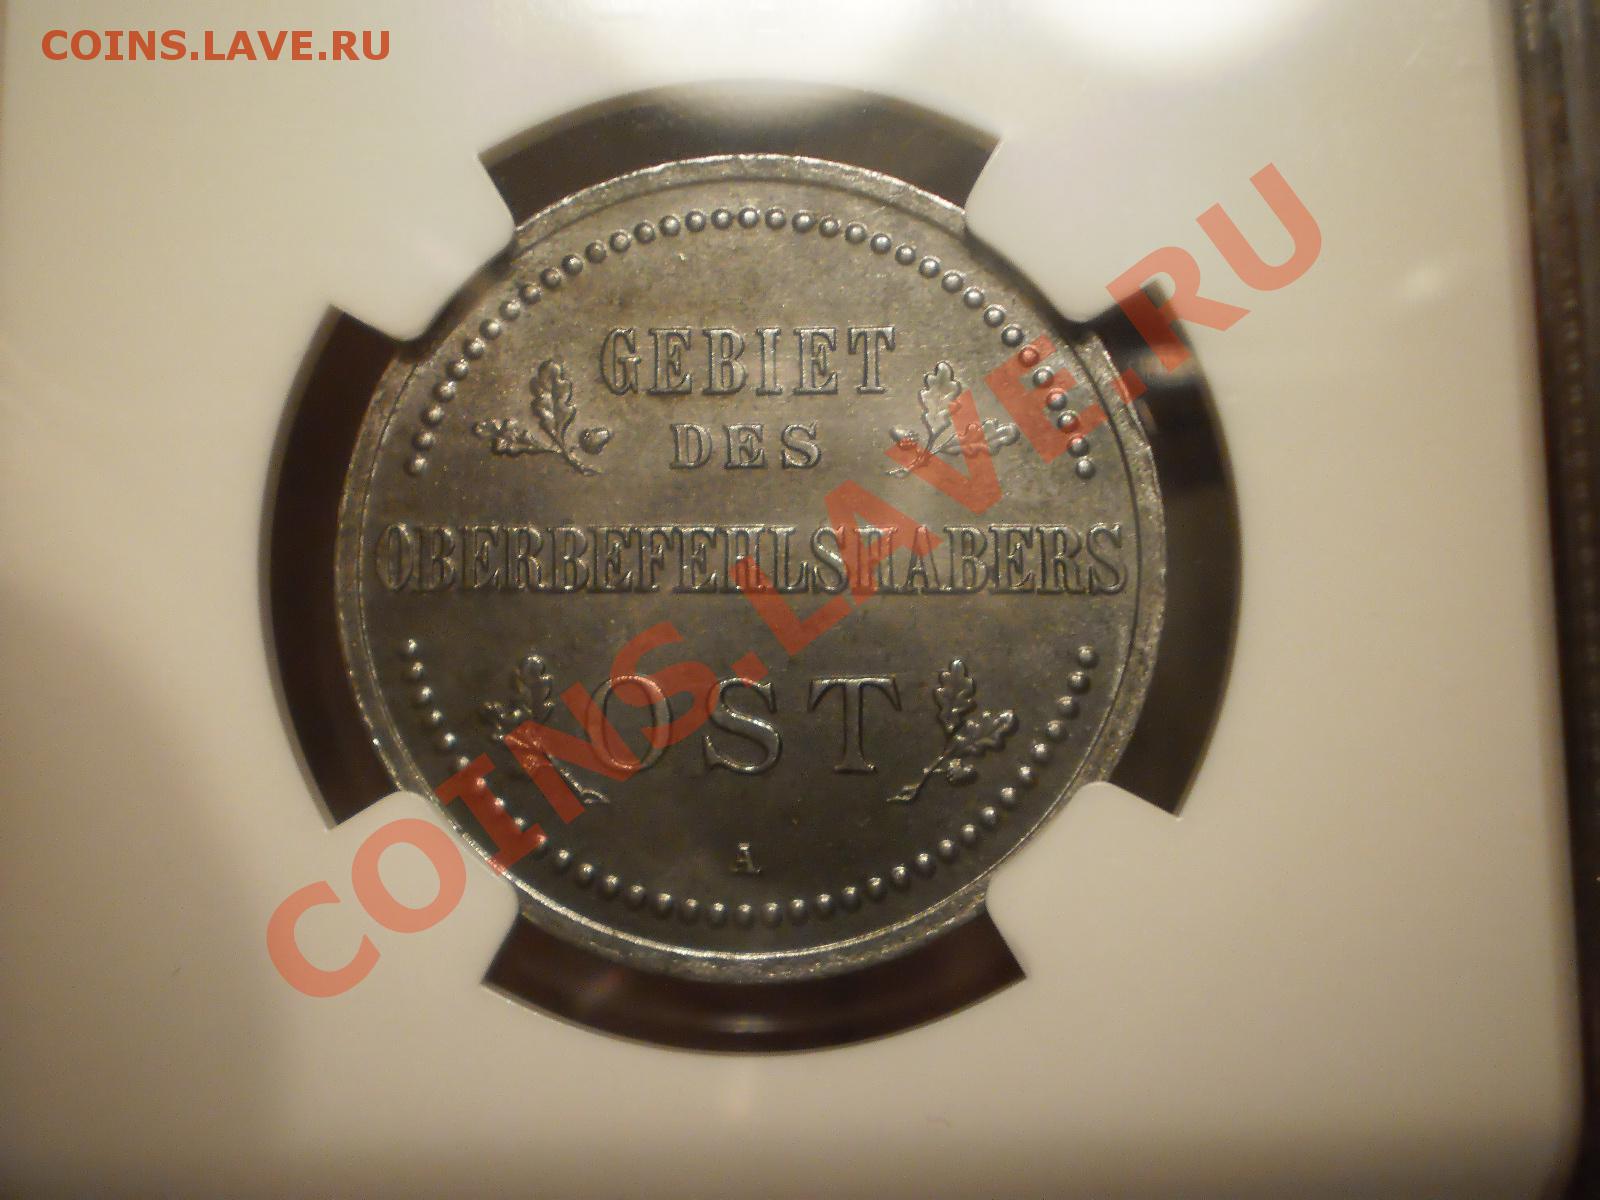 COINS.LAVE.RU
GEBIET
DES
OBERBEFEHLSHABERS
OST
A
COINS.LAVE.RU